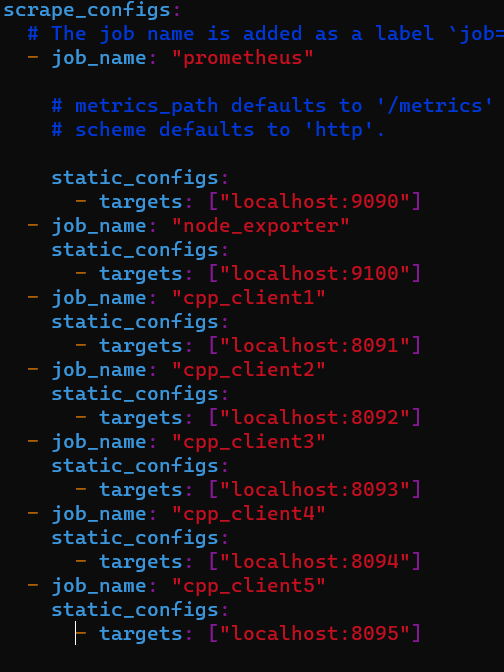 scrape_configs:
  # The job name is added as a label `job=
  - job_name: "prometheus"

    # metrics_path defaults to '/metrics'
    # scheme defaults to 'http'.

    static_configs:
      - targets: ["localhost:9090"]
  - job_name: "node_exporter"
    static_configs:
      - targets: ["localhost:9100"]
  - job_name: "cpp_client1"
    static_configs:
      - targets: ["localhost:8091"]
  - job_name: "cpp_client2"
    static_configs:
      - targets: ["localhost:8092"]
  - job_name: "cpp_client3"
    static_configs:
      - targets: ["localhost:8093"]
  - job_name: "cpp_client4"
    static_configs:
      - targets: ["localhost:8094"]
  - job_name: "cpp_client5"
    static_configs:
      - targets: ["localhost:8095"]